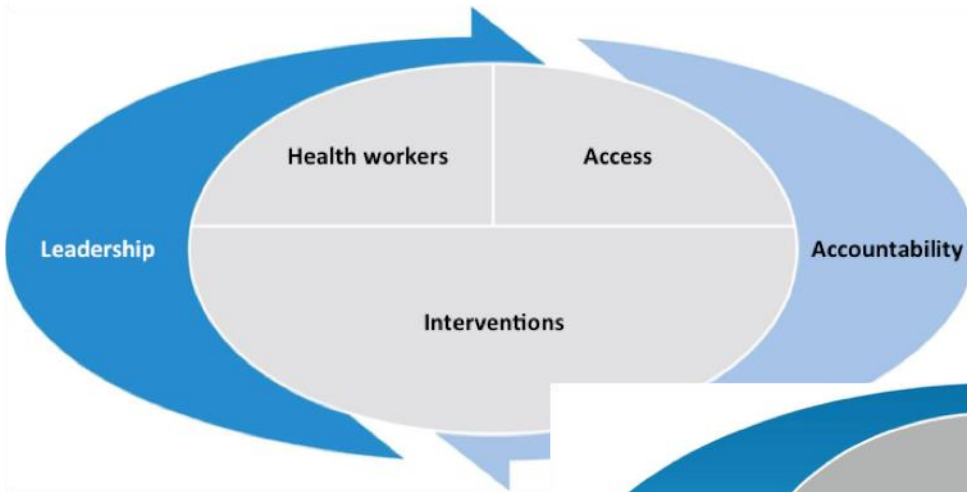 Health workers
Access
Leadership
Accountability
Interventions